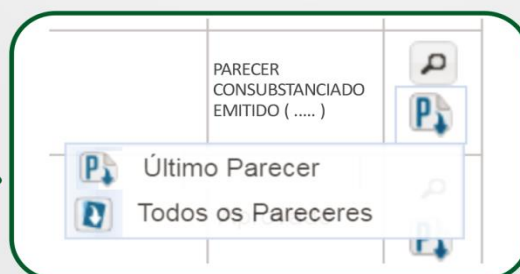 PARECER
CONSUBSTANCIADO
EMITIDO ( ..... )
Último Parecer
Todos os Pareceres